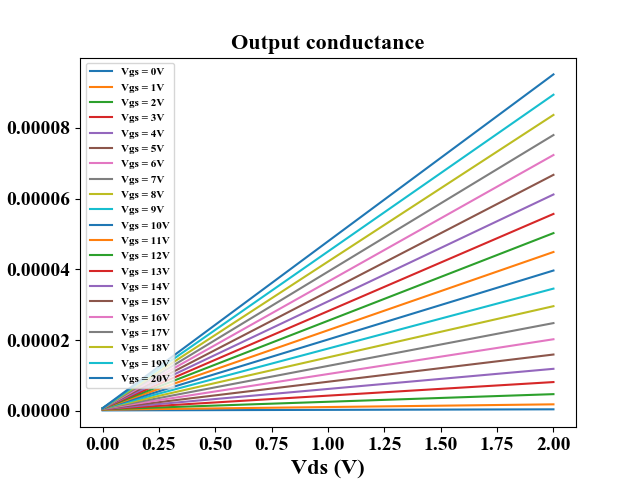 Output conductance
Vgs = 0V
Vgs = 1V
Vgs = 2V
Vgs = 3V
Vgs = 4V
Vgs = 5V
Vgs = 6V
Vgs = 7V
Vgs = 8V
Vgs = 9V
Vgs = 10V
Vgs = 11V
Vgs = 12V
Vgs = 13V
Vgs = 14V
Vgs = 15V
Vgs = 16V
Vgs = 17V
Vgs = 18V
Vgs = 19V
Vgs = 20V
0.00008
0.00006
0.00004
0.00002
0.00000
0.00 0.25 0.50 0.75 1.00 1.25 1.50 1.75 2.00
Vds (V)